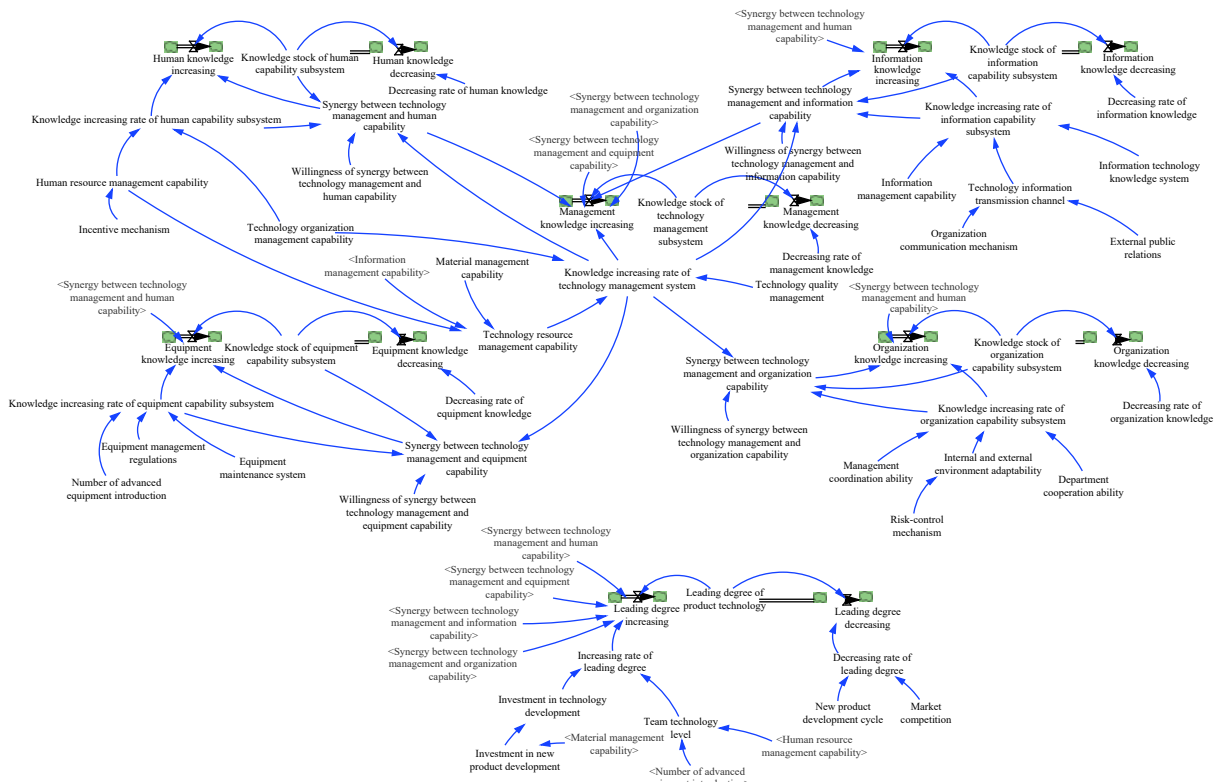 <Synergy between technology
management and human
capability>
Human knowledge
increasing
Knowledge stock of human
capability subsystem
Human knowledge
decreasing
Decreasing rate of human knowledge
Knowledge increasing rate of human capability subsystem
Synergy between technology
management and human
capability
Human resource management capability
Incentive mechanism
Technology organization
management capability
Willingness of synergy between
technology management and
human capability
<Synergy between technology
management and human
capability>
Information
knowledge
increasing
Knowledge stock of
information
capability subsystem
Information
knowledge decreasing
Decreasing rate of
information knowledge
Synergy between technology
management and information
capability
Knowledge increasing rate of
information capability
subsystem
Willingness of synergy between
technology management and
information capability
Information
management capability
Technology information
transmission channel
Information technology
knowledge system
Organization
communication mechanism
External public
relations
<Synergy between technology
management and organization
capability>
<Synergy between technology
management and equipment
capability>
Management
knowledge increasing
Knowledge stock of
technology
management subsystem
Management
knowledge decreasing
Decreasing rate of
management knowledge
Knowledge increasing rate of
technology management system
Technology quality
management
<Information
management capability>
Material management
capability
Technology resource
management capability
Equipment
knowledge increasing
Knowledge stock of equipment
capability subsystem
Equipment knowledge
decreasing
Decreasing rate of
equipment knowledge
Knowledge increasing rate of equipment capability subsystem
Equipment management
regulations
Equipment
maintenance system
Number of advanced
equipment introduction
Synergy between technology
management and equipment
capability
Willingness of synergy between
technology management and
equipment capability
<Synergy between technology
management and human
capability>
Organization
knowledge increasing
Knowledge stock of
organization
capability subsystem
Organization
knowledge decreasing
Decreasing rate of
organization knowledge
Synergy between technology
management and organization
capability
Willingness of synergy between
technology management and
organization capability
Knowledge increasing rate of
organization capability subsystem
Management
coordination ability
Internal and external
environment adaptability
Department
cooperation ability
Risk-control
mechanism
<Synergy between technology
management and human
capability>
<Synergy between technology
management and equipment
capability>
<Synergy between technology
management and information
capability>
<Synergy between technology
management and organization
capability>
Leading degree
increasing
Leading degree of
product technology
Leading degree
decreasing
Increasing rate of
leading degree
Decreasing rate of
leading degree
Investment in technology
development
New product
development cycle
Market
competition
Team technology
level
Investment in new
product development
<Material management
capability>
<Human resource
management capability>
<Number of advanced